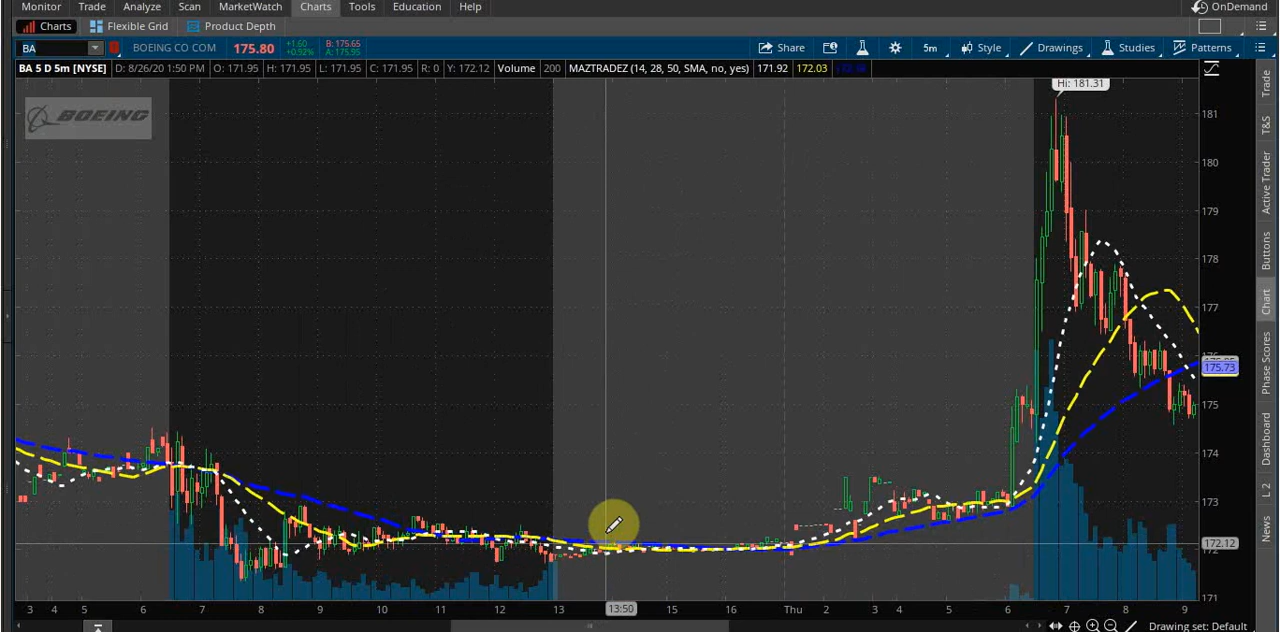 Monitor Trade Analyze Scan MarketWatch Charts Tools Education Help OnDemand
Charts Flexible Grid Product Depth
BA BOEING CO COM 175.80 +1.60 +0.92% B: 175.65 A: 175.95 Share 5m Style Drawings Studies Patterns
BA 5 D 5m [NYSE] D: 8/26/20 1:50 PM O: 171.95 H: 171.95 L: 171.95 C: 171.95 R: 0 Y: 172.12 Volume 200 MAZTRADEZ (14, 28, 50, SMA, no, yes) 171.92 172.03
Hi: 181.31
BOEING
181
180
179
178
177
175.73
175
174
173
172.12
171
3 4 5 6 7 8 9 10 11 12 13 13:50 15 16 Thu 2 3 4 5 6 7 8 9
Drawing set: Default
Trade
T&S
Active Trader
Buttons
Chart
Phase Scores
Dashboard
L 2
News